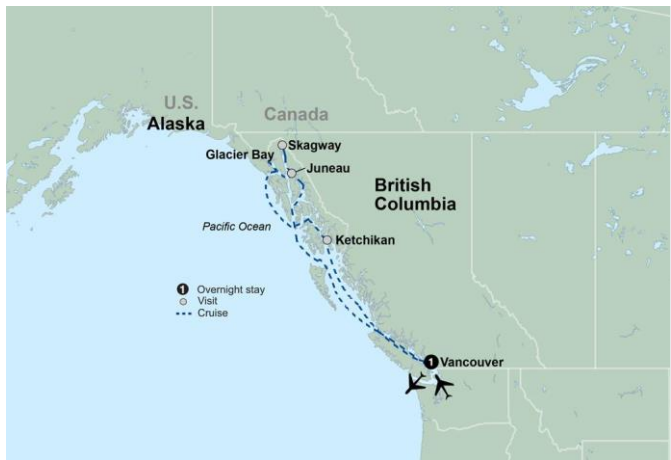 U.S.
Alaska
Canada
Skagway
Glacier Bay
Juneau
British
Columbia
Pacific Ocean
Ketchikan
1 Overnight stay
Visit
Cruise
1 Vancouver